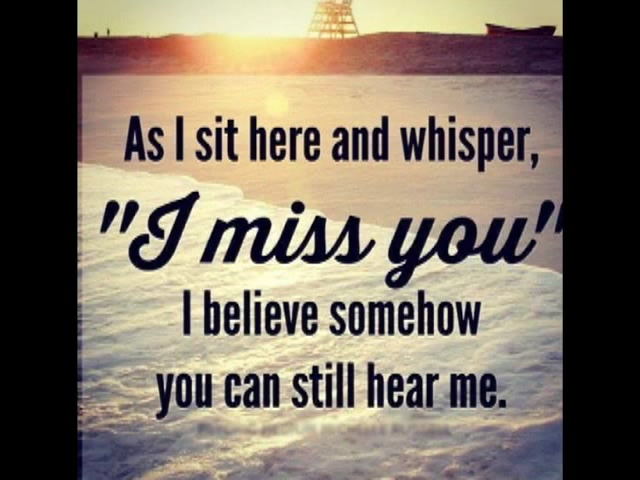 As I sit here and whisper,
"I miss you"
I believe somehow
you can still hear me.